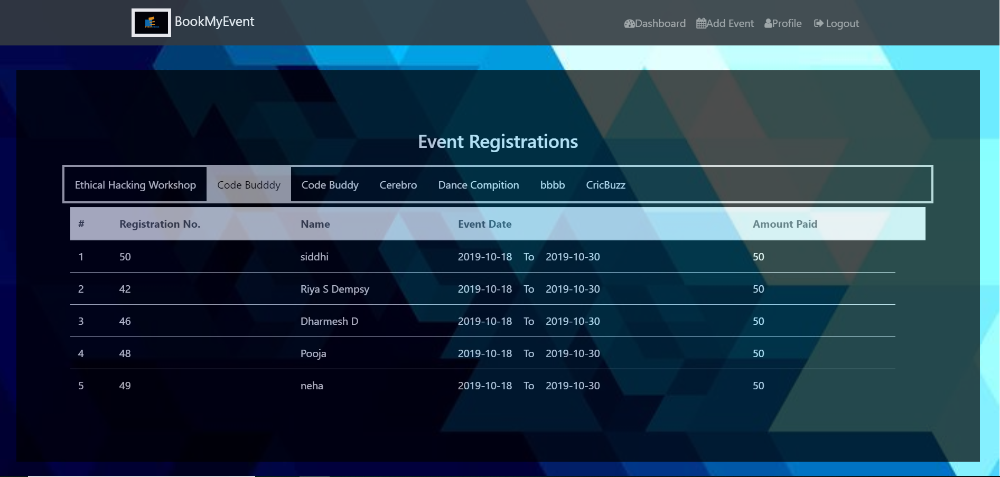 BookMyEvent Dashboard Add Event Profile Logout
Event Registrations
Ethical Hacking Workshop Code Budddy Code Buddy Cerebro Dance Compition bbbb CricBuzz
# Registration No. Name Event Date Amount Paid
1 50 siddhi 2019-10-18 To 2019-10-30 50
2 42 Riya S Dempsy 2019-10-18 To 2019-10-30 50
3 46 Dharmesh D 2019-10-18 To 2019-10-30 50
4 48 Pooja 2019-10-18 To 2019-10-30 50
5 49 neha 2019-10-18 To 2019-10-30 50